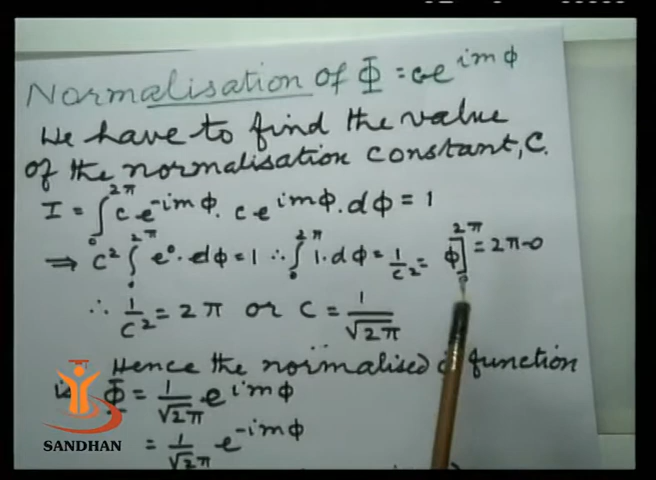 Normalisation of Φ = ce^{imϕ}
We have to find the value
of the normalisation constant, C.
I = ∫₀^{2π} c e^{-imϕ}. c e^{imϕ}. dϕ = 1
⇒ c² ∫₀^{2π} e⁰. dϕ = 1 ∴ ∫₀^{2π} 1. dϕ = 1/c² = ϕ]₀^{2π} = 2π-0
∴ 1/c² = 2π or c = 1/√2π
Hence the normalised function
is Φ = 1/√2π e^{imϕ}
= 1/√2π e^{-imϕ}
SANDHAN